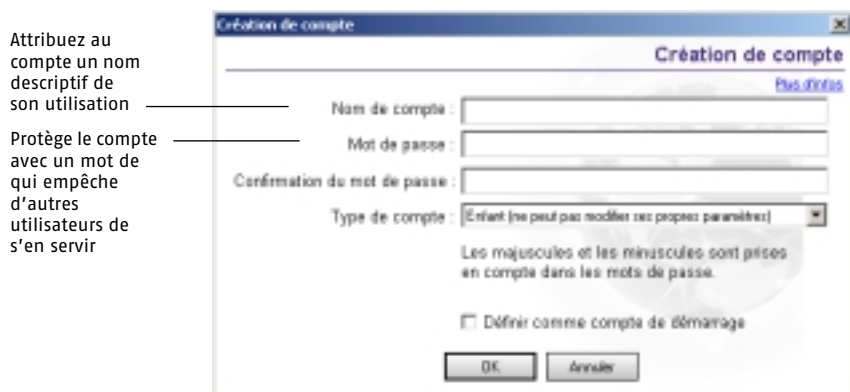 Création de compte
Création de compte
Plus d'infos
Attribuez au
compte un nom
descriptif de
son utilisation
Nom de compte :
Protège le compte
avec un mot de
qui empêche
d'autres
utilisateurs de
s'en servir
Mot de passe :
Confirmation du mot de passe :
Type de compte : Enfant (ne peut pas modifier ses propres paramètres)
Les majuscules et les minuscules sont prises
en compte dans les mots de passe.
Définir comme compte de démarrage
OK Annuler